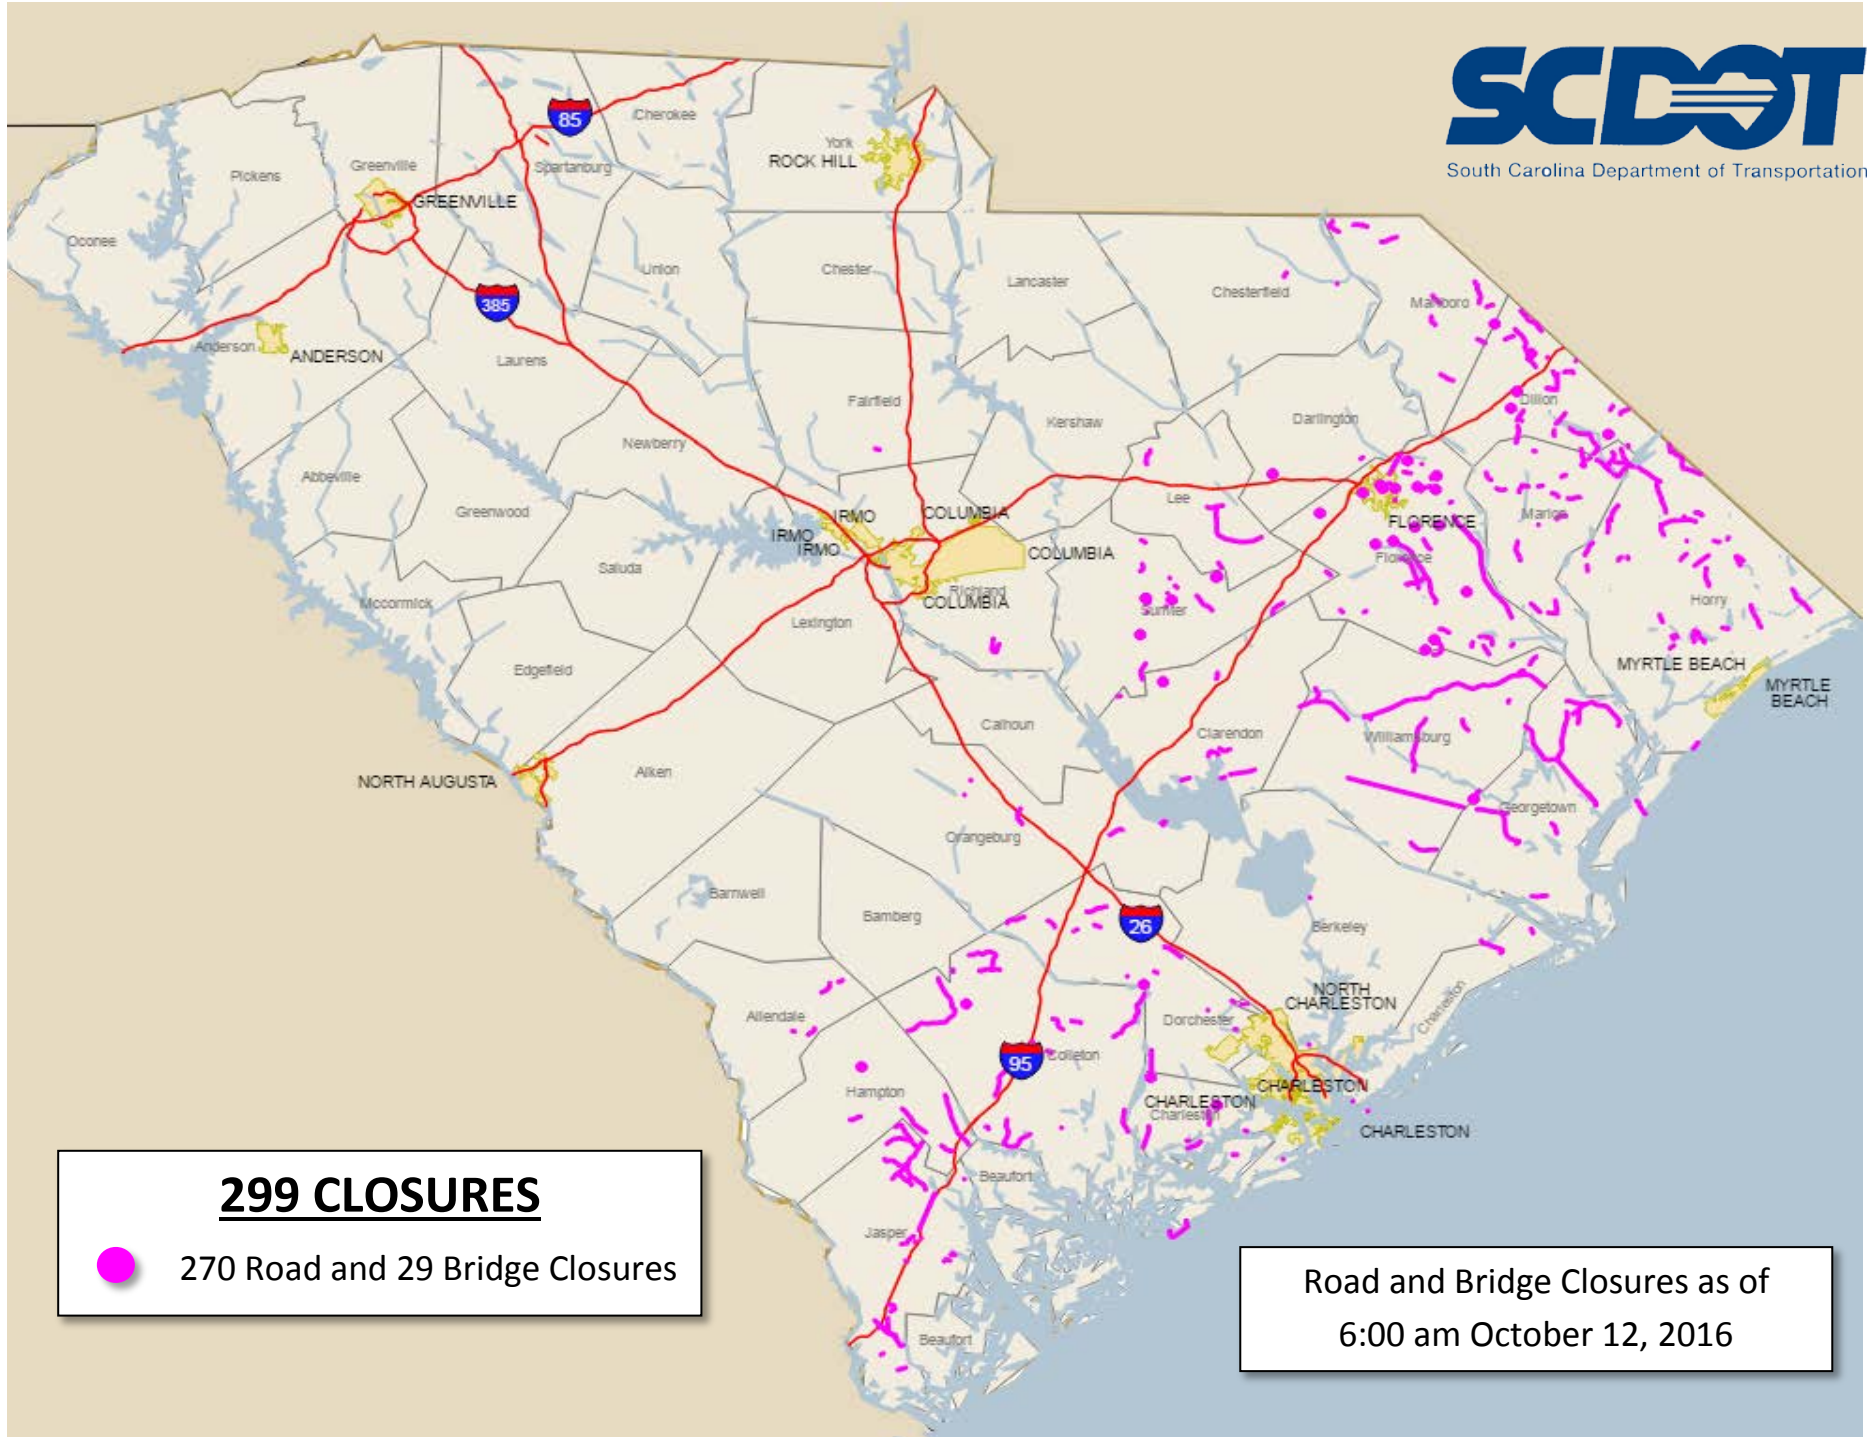 SCDOT
South Carolina Department of Transportation
85
Cherokee
York
ROCK HILL
Pickens
Greenville
Spartanburg
GREENVILLE
Oconee
Union
Chester
Lancaster
Chesterfield
Marlboro
385
Anderson
ANDERSON
Laurens
Fairfield
Kershaw
Darlington
Dillon
Newberry
Abbeville
Greenwood
Lee
IRMO
COLUMBIA
IRMO
IRMO
COLUMBIA
FLORENCE
Marion
Florence
Saluda
Mccormick
Richland
COLUMBIA
Sumter
Horry
Lexington
Edgefield
MYRTLE BEACH
MYRTLE
BEACH
Calhoun
Clarendon
Williamsburg
Aiken
NORTH AUGUSTA
Georgetown
Orangeburg
Barnwell
Bamberg
26
Berkeley
NORTH
CHARLESTON
Charleston
Allendale
Dorchester
95
Colleton
Hampton
CHARLESTON
CHARLESTON
Charleston
CHARLESTON
Beaufort
Jasper
Beaufort
299 CLOSURES
270 Road and 29 Bridge Closures
Road and Bridge Closures as of
6:00 am October 12, 2016